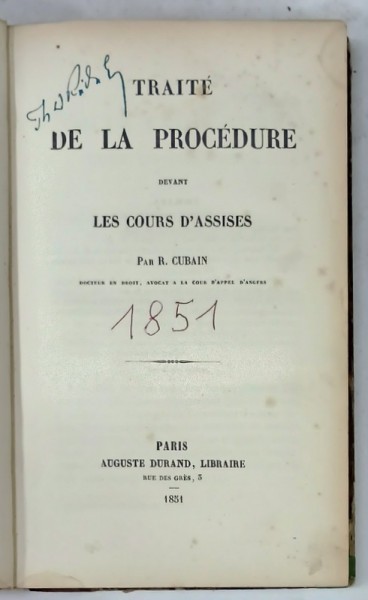 TRAITÉ
DE LA PROCÉDURE
DEVANT
LES COURS D'ASSISES
PAR R. CUBAIN
DOCTEUR EN DROIT, AVOCAT A LA COUR D'APPEL D'ANGERS
1851
PARIS
AUGUSTE DURAND, LIBRAIRE
RUE DES GRÈS, 5
1851